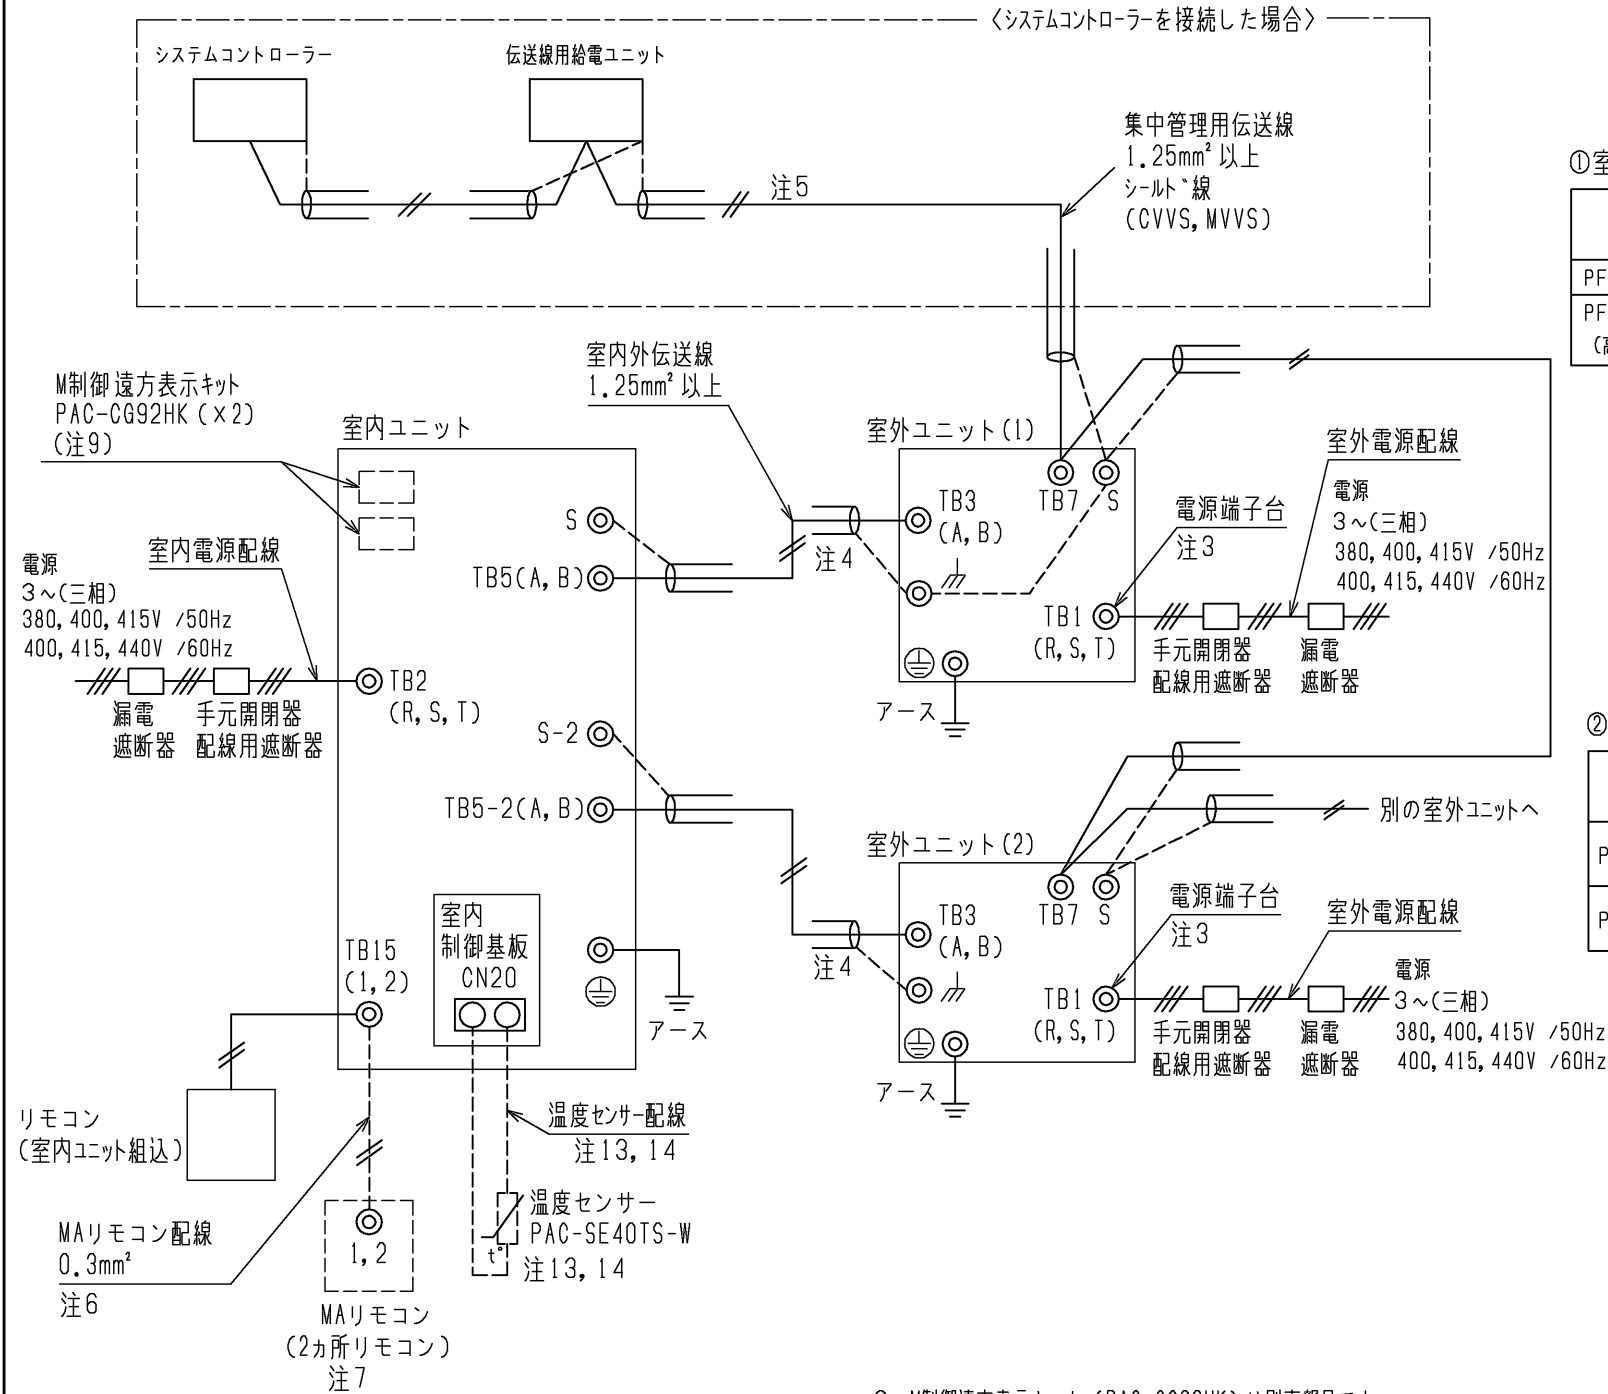 〈システムコントローラーを接続した場合〉
システムコントローラー
伝送線用給電ユニット
集中管理用伝送線
1.25mm²以上
シールド線
(CVVS,MVVS)
注5
①室
PF
PF
(高
室内外伝送線
1.25mm²以上
M制御遠方表示キット
PAC-CG92HK(×2)
(注9)
室内ユニット
室外ユニット(1)
室外電源配線
電源
3~(三相)
380,400,415V /50Hz
400,415,440V /60Hz
TB3
(A,B)
TB7
S
電源端子台
注3
S
注4
TB5(A,B)
室内電源配線
電源
3~(三相)
380,400,415V /50Hz
400,415,440V /60Hz
TB1
(R,S,T)
手元開閉器
配線用遮断器
漏電
遮断器
TB2
(R,S,T)
漏電
遮断器
手元開閉器
配線用遮断器
アース
S-2
②
TB5-2(A,B)
別の室外ユニットへ
室外ユニット(2)
P
P
TB3
(A,B)
TB7
S
電源端子台
注3
室外電源配線
室内
制御基板
CN20
TB15
(1,2)
注4
電源
3~(三相)
380,400,415V /50Hz
400,415,440V /60Hz
TB1
(R,S,T)
手元開閉器
配線用遮断器
漏電
遮断器
アース
アース
リモコン
(室内ユニット組込)
温度センサー配線
注13,14
温度センサー
PAC-SE40TS-W
注13,14
t°
MAリモコン配線
0.3mm²
注6
1,2
MAリモコン
(2ヵ所リモコン)
注7